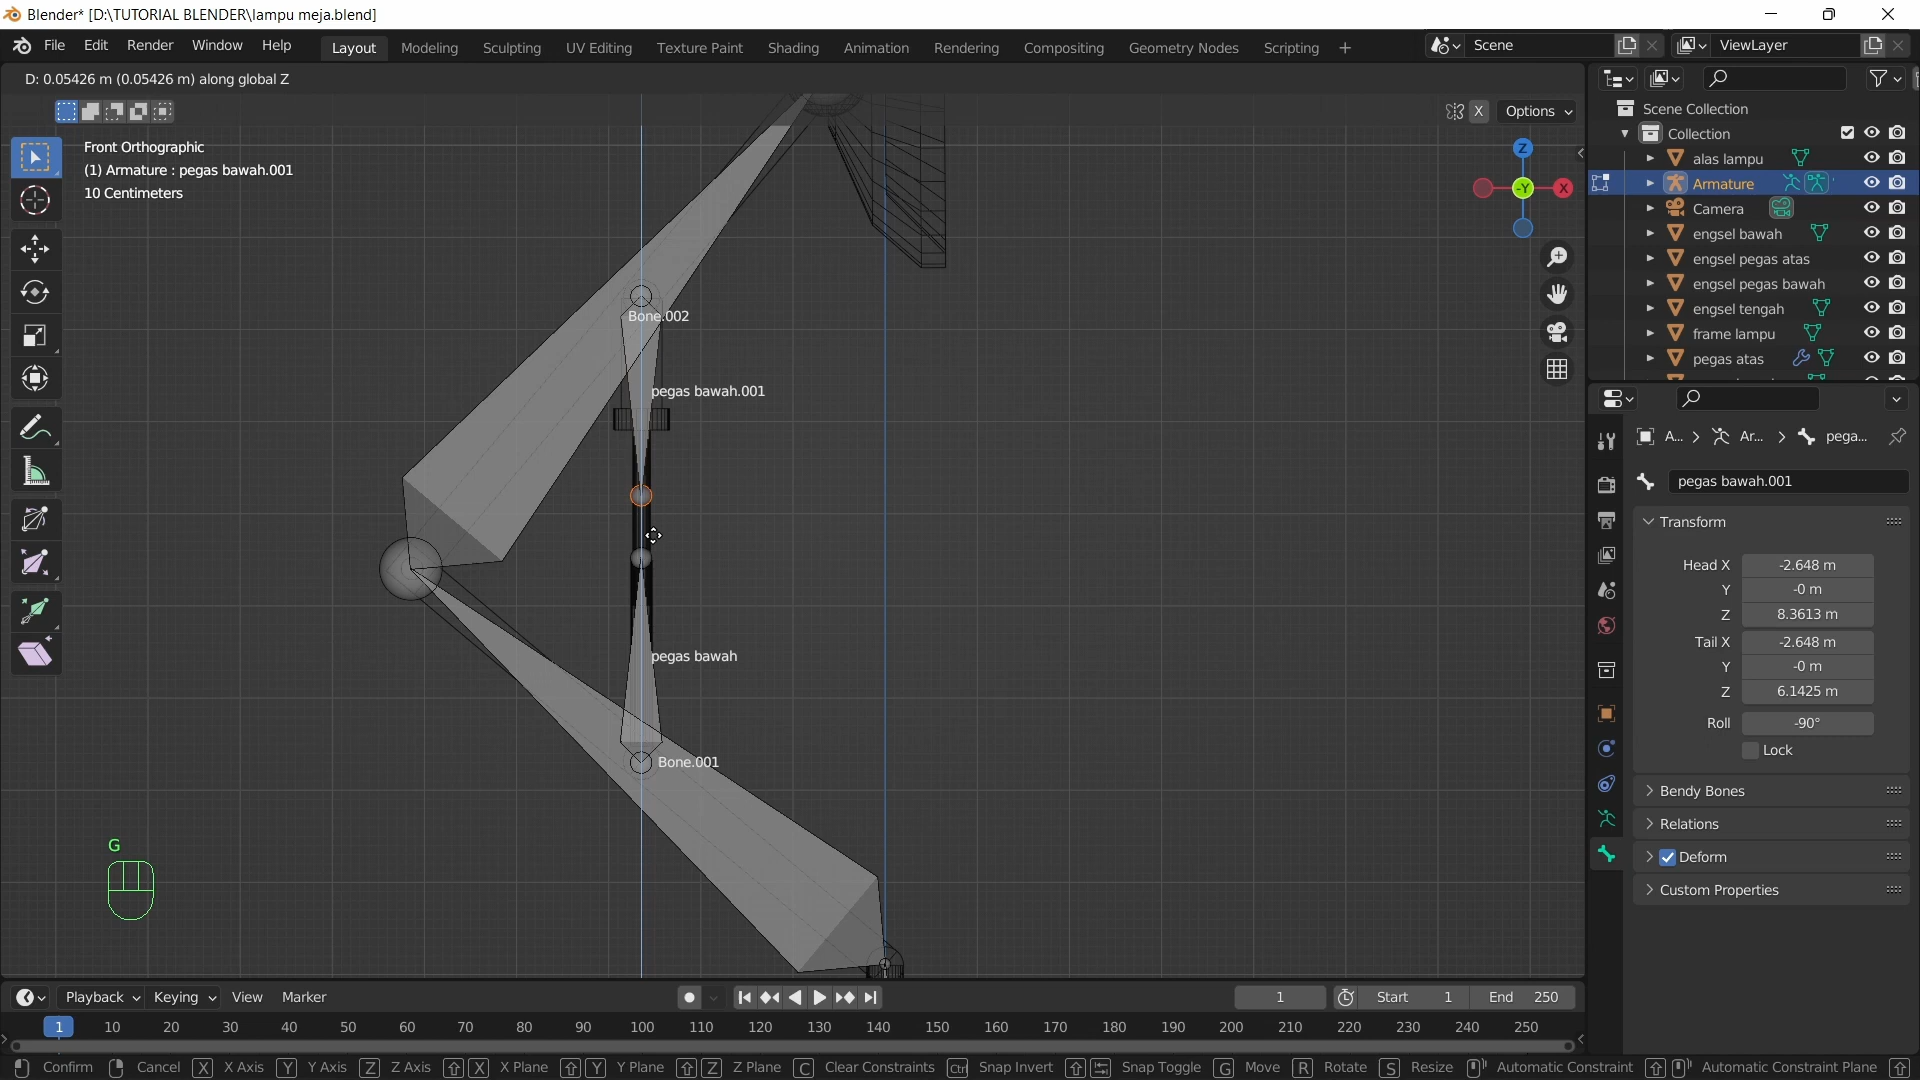 Blender* [D:\TUTORIAL BLENDER\lampu meja.blend]
File Edit Render Window Help Layout Modeling Sculpting UV Editing Texture Paint Shading Animation Rendering Compositing Geometry Nodes Scripting + Scene ViewLayer
D: 0.05426 m (0.05426 m) along global Z
X Options
Front Orthographic
(1) Armature : pegas bawah.001
10 Centimeters
Z
-Y
X
Bone.002
pegas bawah.001
pegas bawah
Bone.001
G
Scene Collection
Collection
alas lampu
Armature
Camera
engsel bawah
engsel pegas atas
engsel pegas bawah
engsel tengah
frame lampu
pegas atas
A... Ar... pega...
pegas bawah.001
Transform
Head X -2.648 m
Y -0 m
Z 8.3613 m
Tail X -2.648 m
Y -0 m
Z 6.1425 m
Roll -90°
Lock
Bendy Bones
Relations
Deform
Custom Properties
Playback Keying View Marker 1 Start 1 End 250
1 10 20 30 40 50 60 70 80 90 100 110 120 130 140 150 160 170 180 190 200 210 220 230 240 250
Confirm Cancel X X Axis Y Y Axis Z Z Axis X X Plane Y Y Plane Z Z Plane C Clear Constraints Ctrl Snap Invert Snap Toggle G Move R Rotate S Resize Automatic Constraint Automatic Constraint Plane